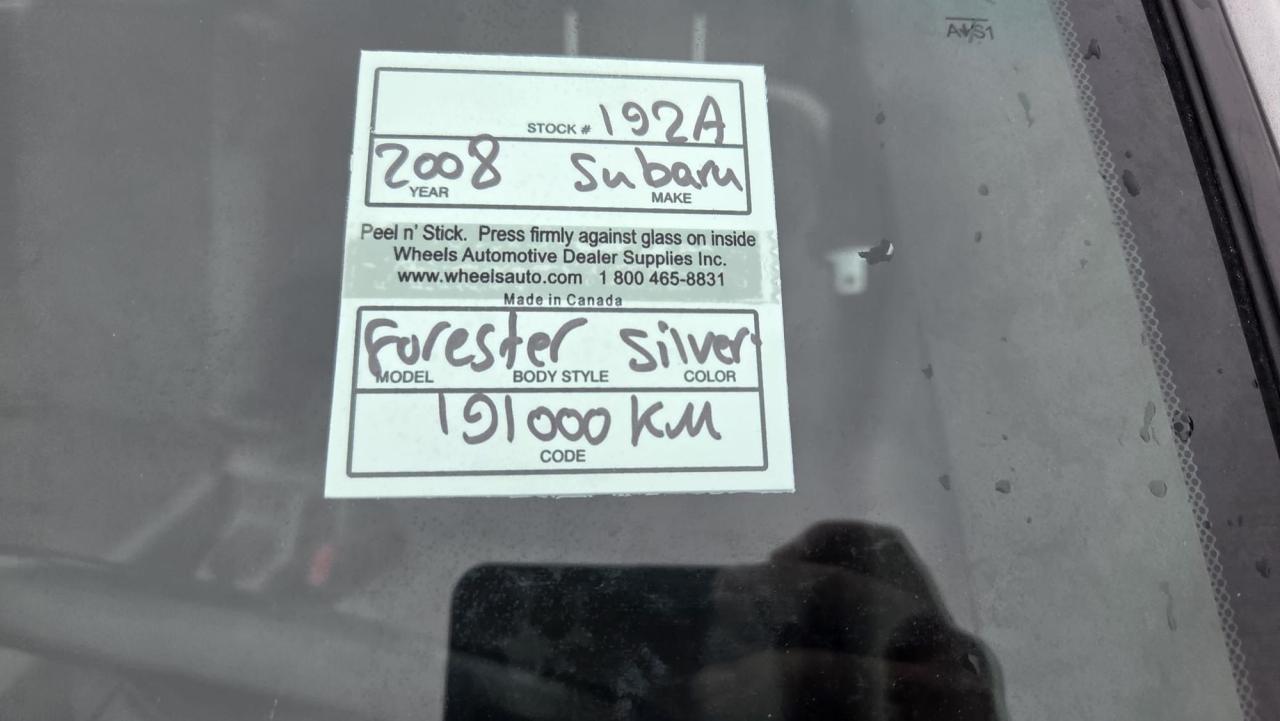 AS1
STOCK # 192A
2008 Subaru
YEAR MAKE
Peel n' Stick. Press firmly against glass on inside
Wheels Automotive Dealer Supplies Inc.
www.wheelsauto.com 1 800 465-8831
Made in Canada
Forester Silver
MODEL BODY STYLE COLOR
191000 KM
CODE